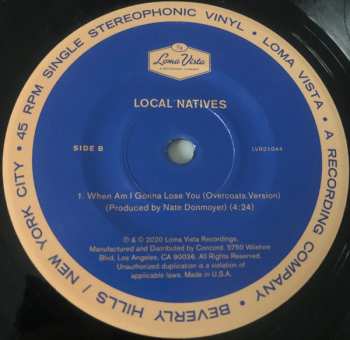 45 RPM SINGLE STEREOPHONIC VINYL • LOMA VISTA • A RECORDING COMPANY • BEVERLY HILLS / NEW YORK CITY •
Loma Vista
LOCAL NATIVES
SIDE B
LVR21044
1. When Am I Gonna Lose You (Overcoats Version)
(Produced by Nate Donmoyer) (4:24)
℗ & © 2020 Loma Vista Recordings.
Manufactured and Distributed by Concord. 5750 Wilshire
Blvd, Los Angeles, CA 90036. All Rights Reserved.
Unauthorized duplication is a violation of
applicable laws. Made in U.S.A.